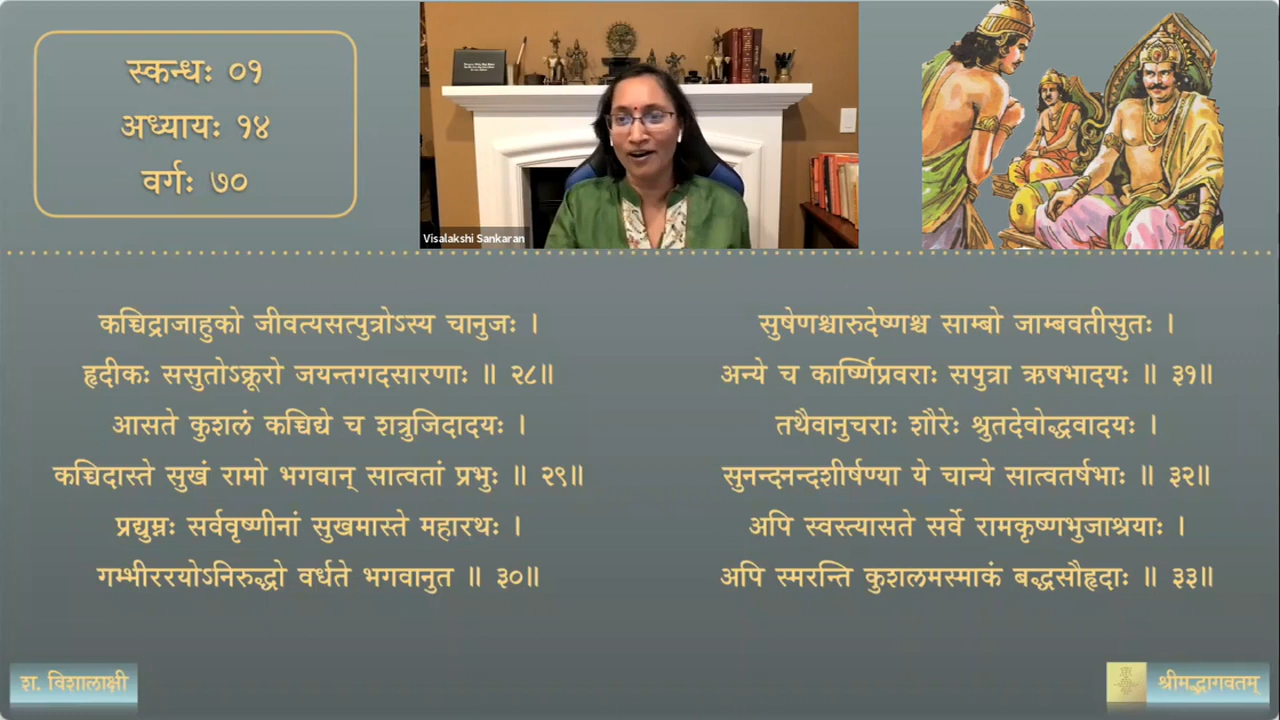 स्कन्धः ०१
अध्यायः १४
वर्गः ७०
Visalakshi Sankaran
कच्चिद्राजाहुको जीवत्यसत्पुत्रोऽस्य चानुजः ।
हृदीकः ससुतोऽक्रूरो जयन्तगदसारणाः ॥ २८॥
आसते कुशलं कच्चिद्ये च शत्रुजिदादयः ।
कच्चिदास्ते सुखं रामो भगवान् सात्वतां प्रभुः ॥ २९॥
प्रद्युम्नः सर्ववृष्णीनां सुखमास्ते महारथः ।
गम्भीररयोऽनिरुद्धो वर्धते भगवानुत ॥ ३०॥
सुषेणश्चारुदेष्णश्च साम्बो जाम्बवतीसुतः ।
अन्ये च कार्ष्णिप्रवराः सपुत्रा ऋषभादयः ॥ ३१॥
तथैवानुचराः शौरेः श्रुतदेवोद्धवादयः ।
सुनन्दनन्दशीर्षण्या ये चान्ये सात्वतर्षभाः ॥ ३२॥
अपि स्वस्त्यासते सर्वे रामकृष्णभुजाश्रयाः ।
अपि स्मरन्ति कुशलमस्माकं बद्धसौहृदाः ॥ ३३॥
श. विशालाक्षी
श्रीमद्भागवतम्